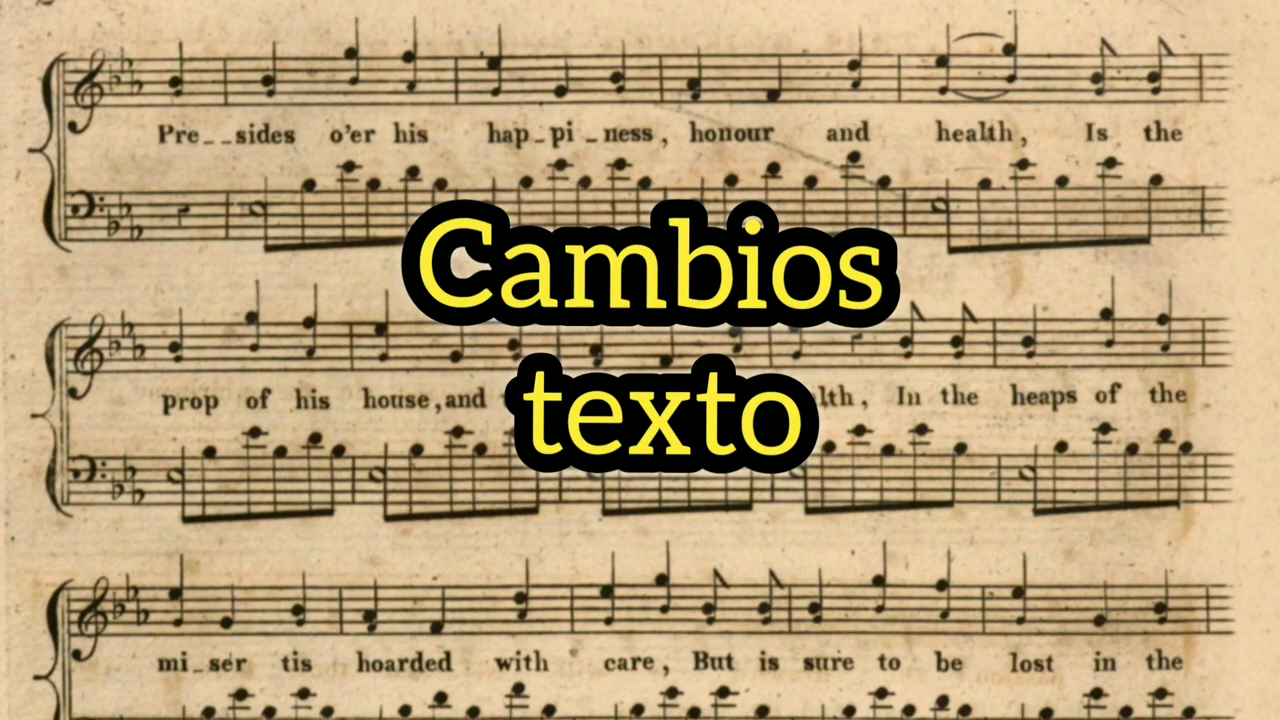 Pre_ _sides o'er his hap_pi_ness, honour and health, Is the
Cambios
prop of his house, and lth, In the heaps of the
texto
mi_ser tis hoarded with care, But is sure to be lost in the